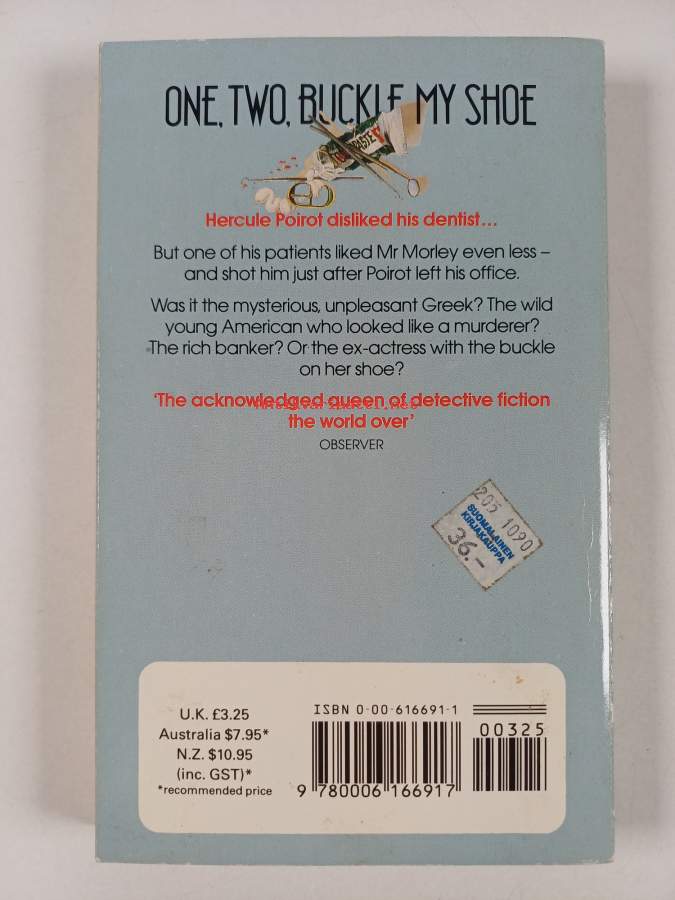 ONE, TWO, BUCKLE MY SHOE
PASTE
Hercule Poirot disliked his dentist...
But one of his patients liked Mr Morley even less –
and shot him just after Poirot left his office.
Was it the mysterious, unpleasant Greek? The wild
young American who looked like a murderer?
The rich banker? Or the ex-actress with the buckle
on her shoe?
'The acknowledged queen of detective fiction
the world over'
OBSERVER
205 1090
SUOMALAINEN
KIRJAKAUPPA
36.-
U.K. £3.25
Australia $7.95*
N.Z. $10.95
(inc. GST)*
*recommended price
ISBN 0-00-616691-1
00325
9 780006 166917